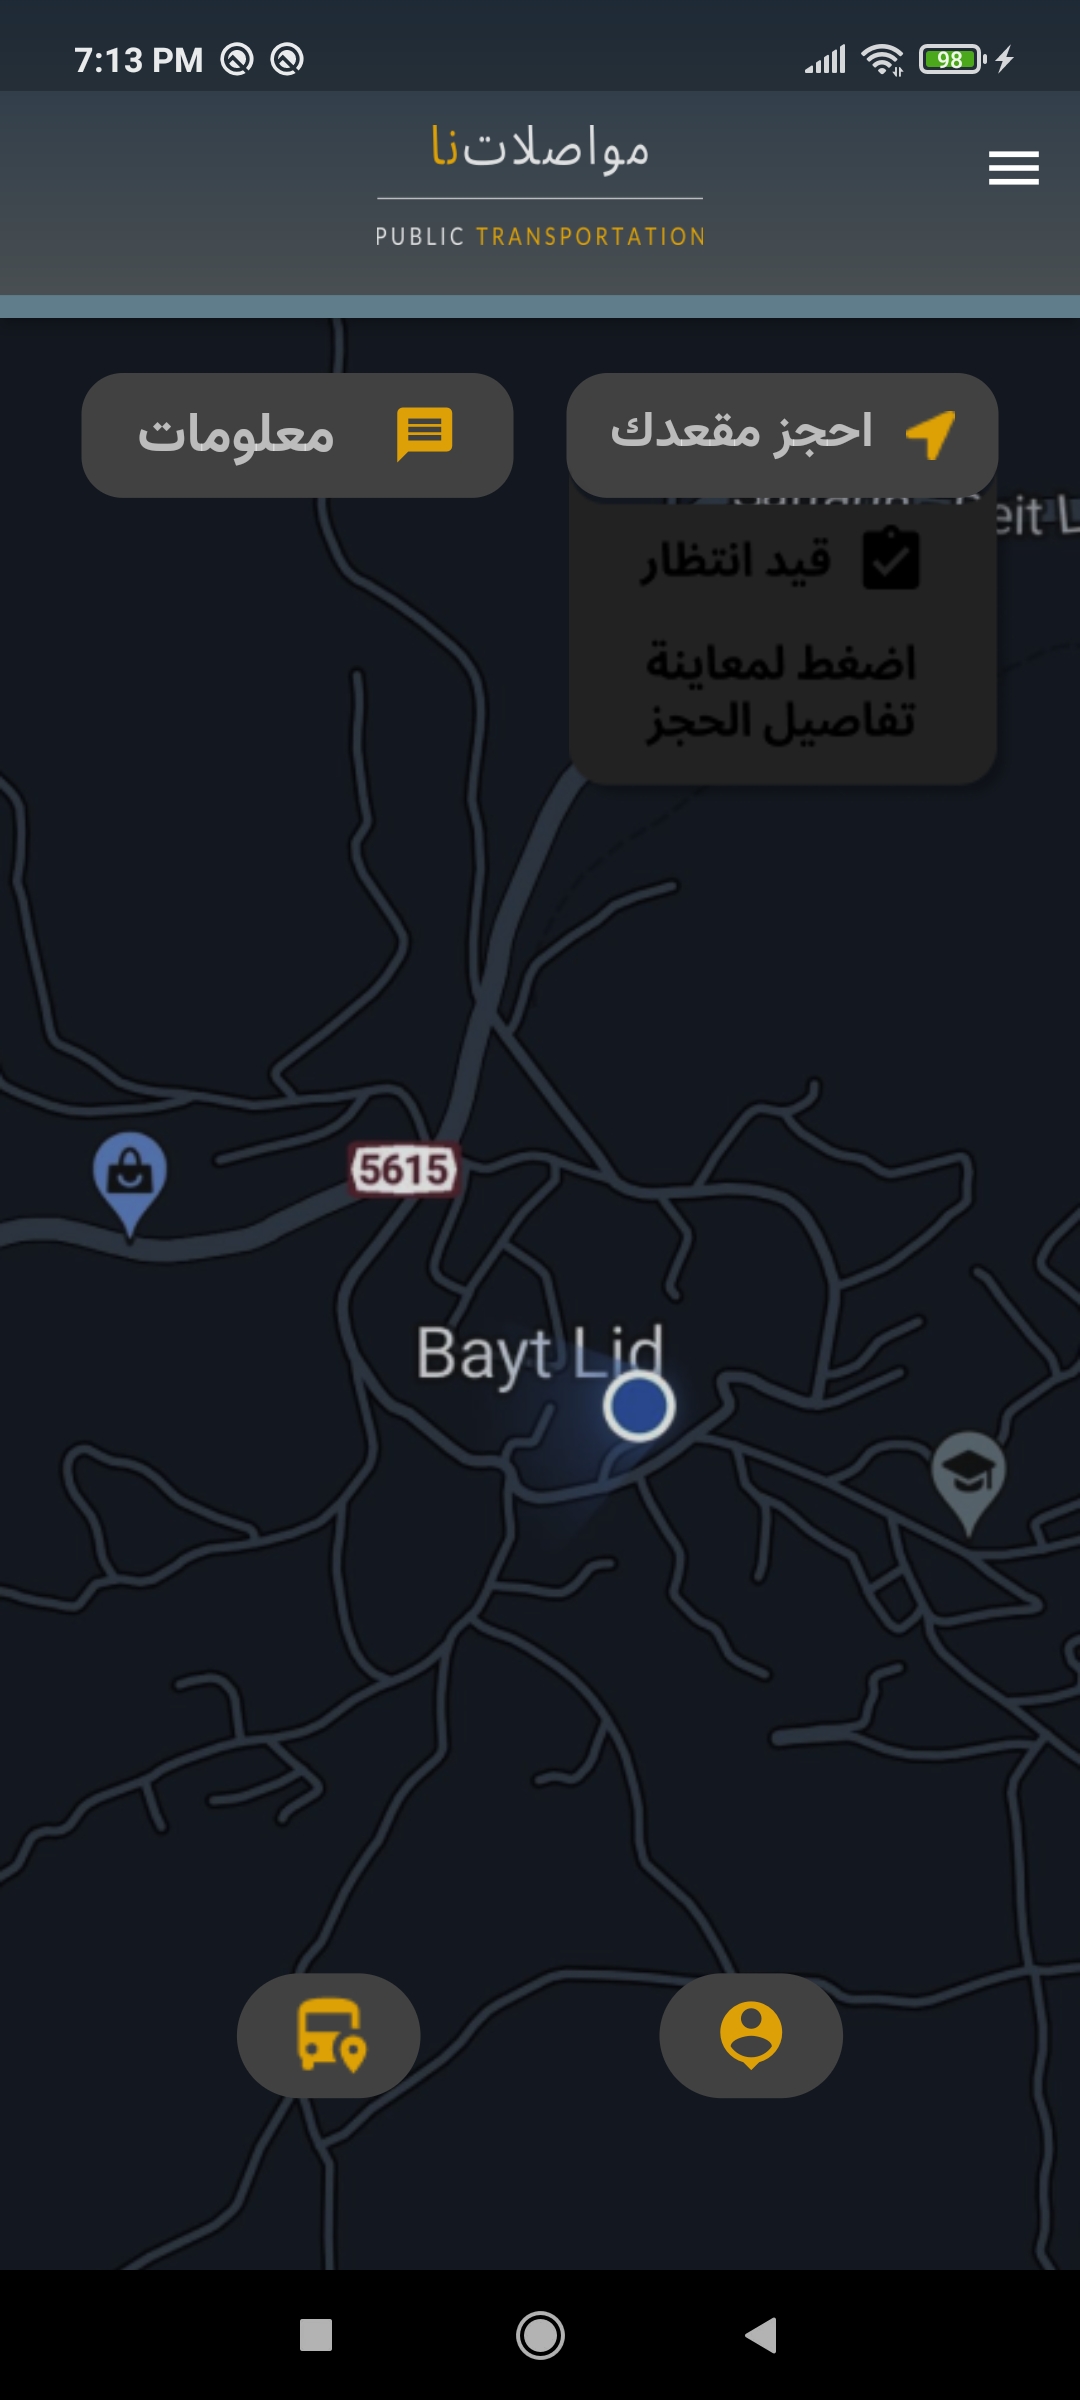 7:13 PM
98
مواصلاتنا
PUBLIC TRANSPORTATION
احجز مقعدك
معلومات
eit L
قيد انتظار
اضغط لمعاينة
تفاصيل الحجز
5615
Bayt Lid